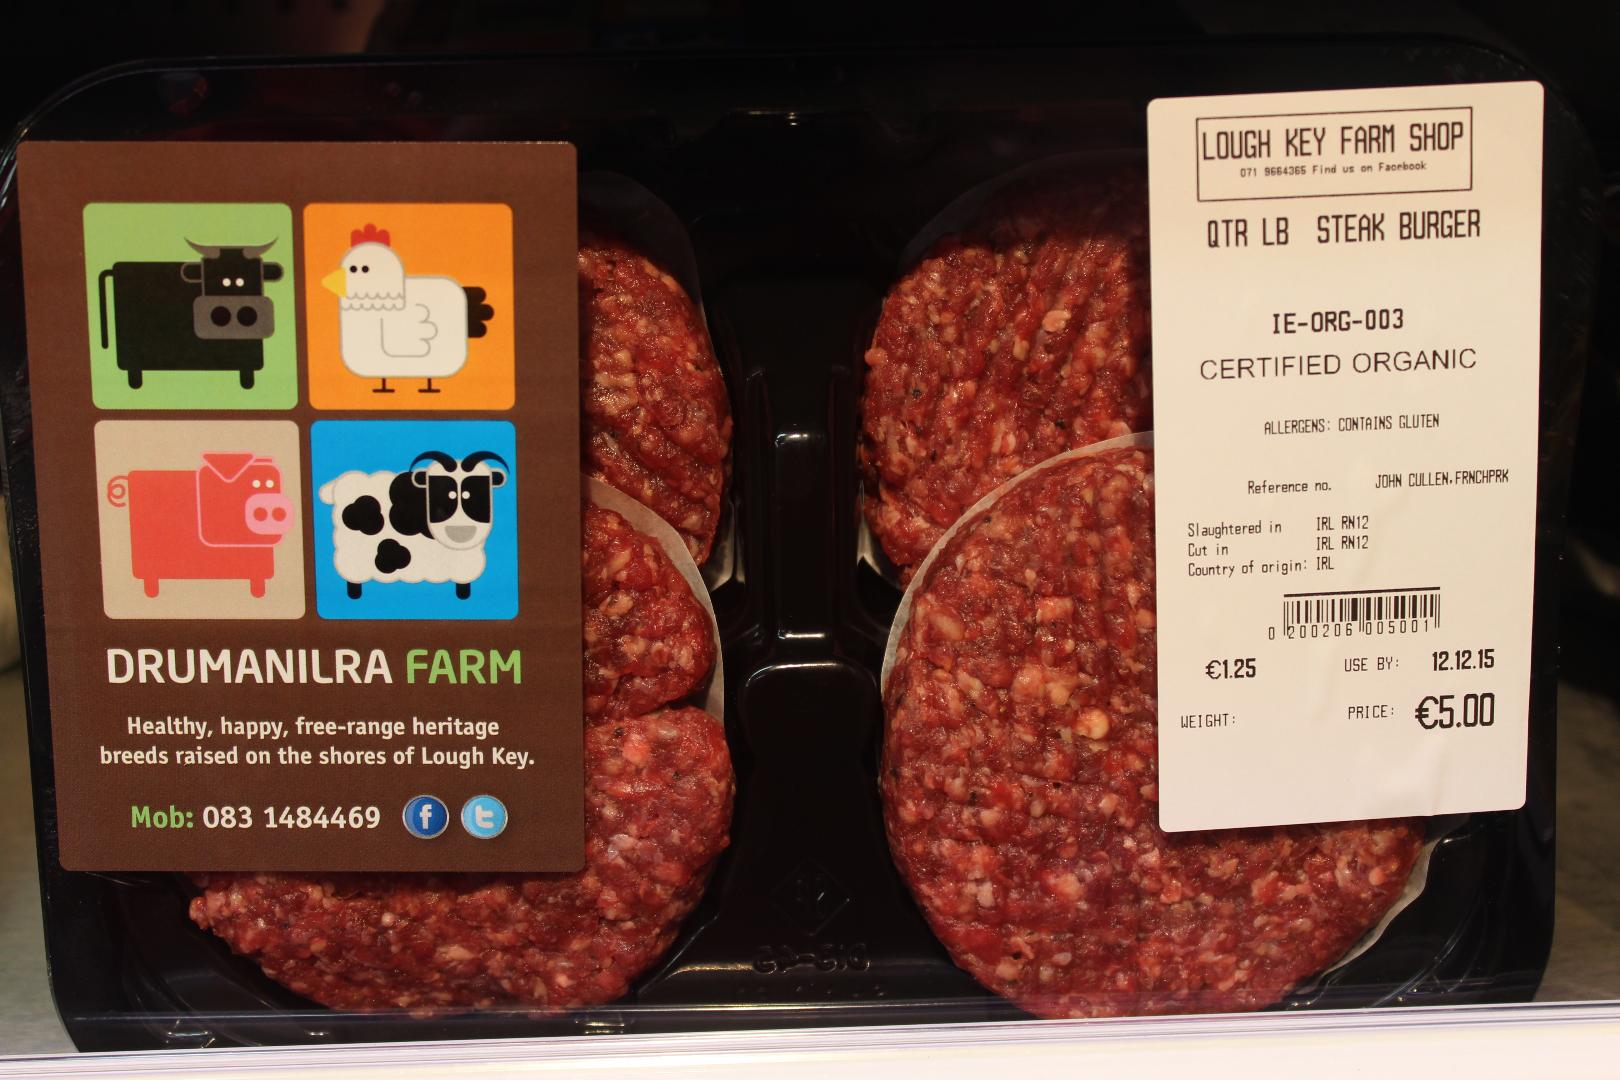 DRUMANILRA FARM
Healthy, happy, free-range heritage
breeds raised on the shores of Lough Key.
Mob: 083 1484469
LOUGH KEY FARM SHOP
071 9664365 Find us on Facebook
QTR LB STEAK BURGER
IE-ORG-003
CERTIFIED ORGANIC
ALLERGENS: CONTAINS GLUTEN
Reference no. JOHN CULLEN,FRNCHPRK
Slaughtered in IRL RN12
Cut in IRL RN12
Country of origin: IRL
0 200206 005001
€1.25 USE BY: 12.12.15
WEIGHT: PRICE: €5.00